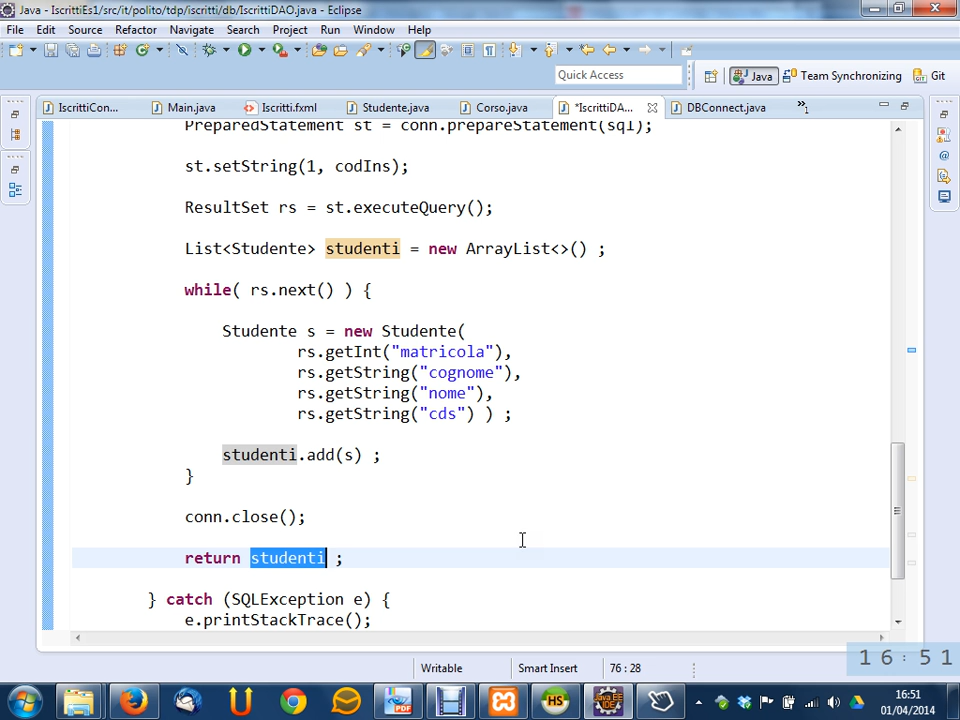 Java - IscrittiEs1/src/it/polito/tdp/iscritti/db/IscrittiDAO.java - Eclipse
File Edit Source Refactor Navigate Search Project Run Window Help
Quick Access
Java
Team Synchronizing
Git
IscrittiCon...
Main.java
Iscritti.fxml
Studente.java
Corso.java
*IscrittiDA...
DBConnect.java
»1
PreparedStatement st = conn.prepareStatement(sql);
st.setString(1, codIns);
ResultSet rs = st.executeQuery();
List<Studente> studenti = new ArrayList<>() ;
while( rs.next() ) {
Studente s = new Studente(
rs.getInt("matricola"),
rs.getString("cognome"),
rs.getString("nome"),
rs.getString("cds") ) ;
studenti.add(s) ;
}
conn.close();
return studenti ;
} catch (SQLException e) {
e.printStackTrace();
16:51
Writable
Smart Insert
76 : 28
16:51
01/04/2014